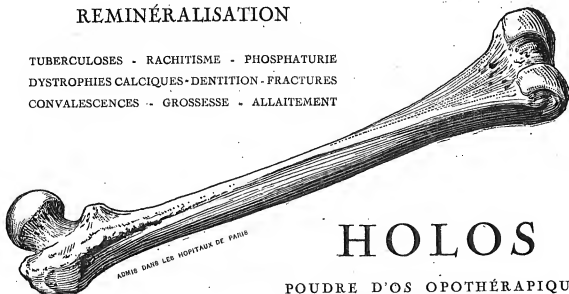 REMINÉRALISATION
TUBERCULOSES - RACHITISME - PHOSPHATURIE
DYSTROPHIES CALCIQUES - DENTITION - FRACTURES
CONVALESCENCES - GROSSESSE - ALLAITEMENT
ADMIS DANS LES HOPITAUX DE PARIS
HOLOS
POUDRE D'OS OPOTHÉRAPIQU